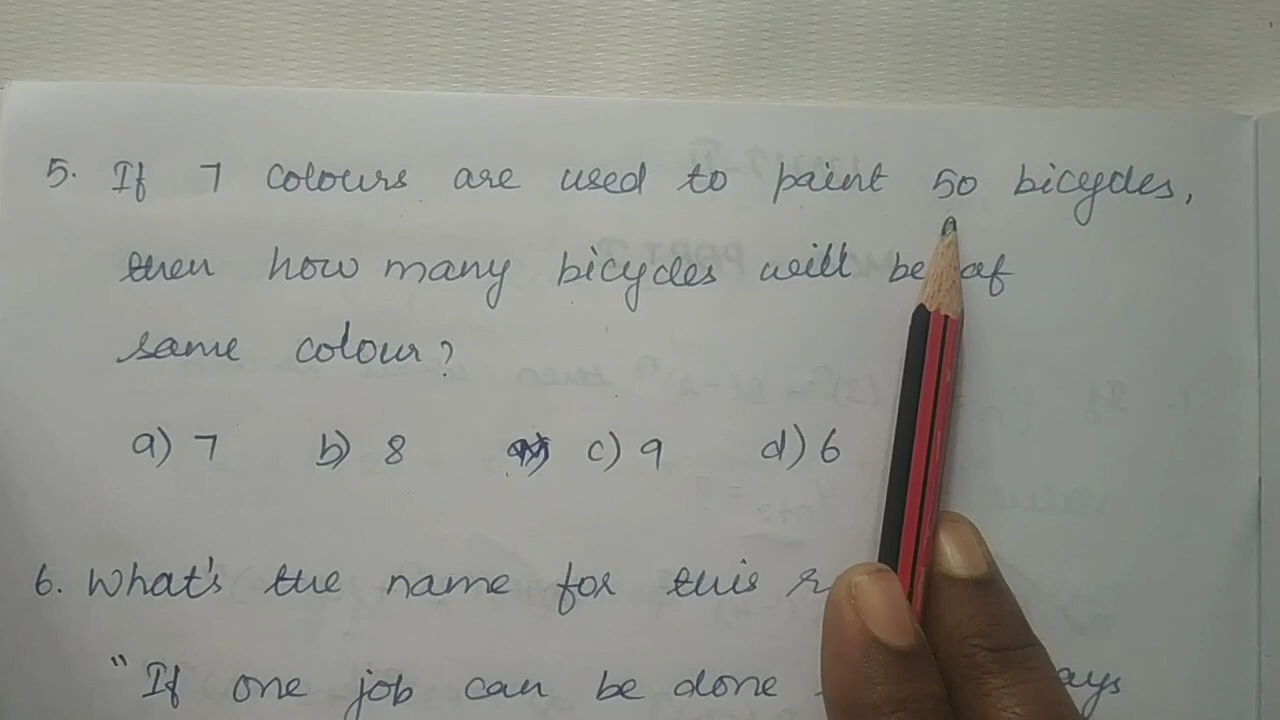 5. If 7 colours are used to paint 50 bicycles,
then how many bicycles will be of
same colour?
a) 7 b) 8 c) 9 d) 6
6. What's the name for this
"If one job can be done